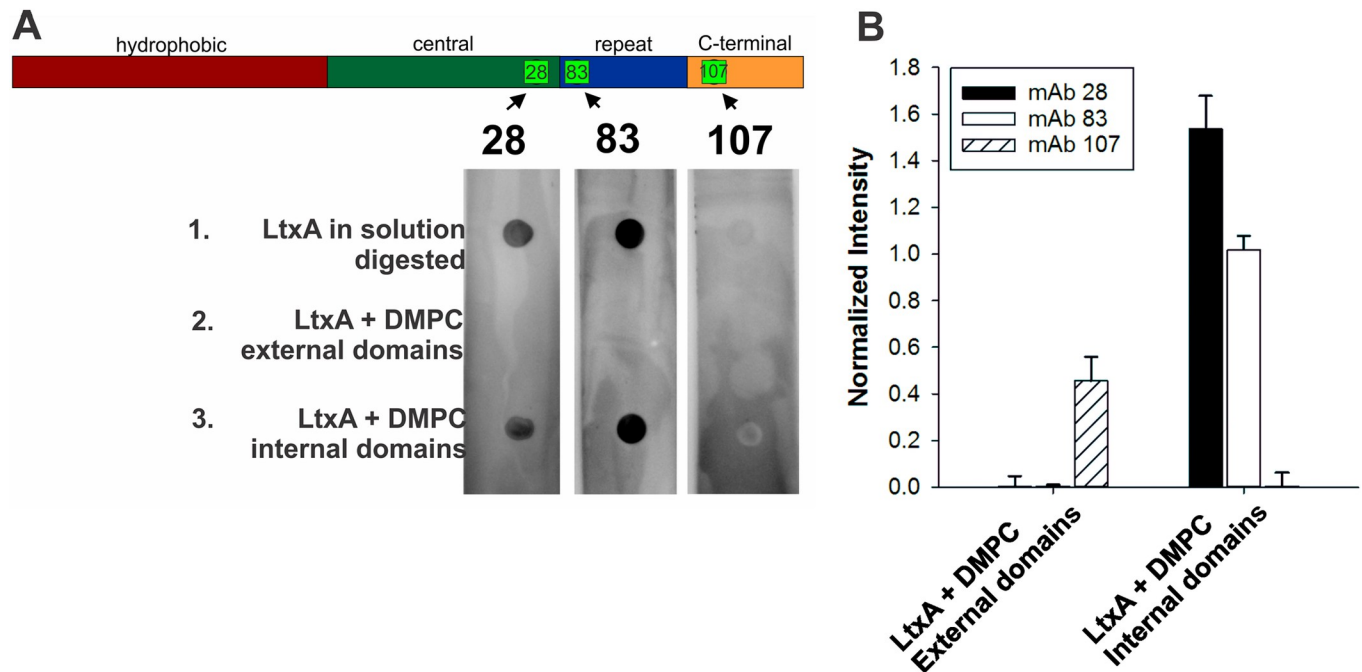 A
hydrophobic central repeat C-terminal
28 83 107
28 83 107
1. LtxA in solution
digested
2. LtxA + DMPC
external domains
3. LtxA + DMPC
internal domains
B
1.8
1.6
1.4
1.2
1.0
0.8
0.6
0.4
0.2
0.0
Normalized Intensity
mAb 28
mAb 83
mAb 107
LtxA + DMPC
External domains
LtxA + DMPC
Internal domains